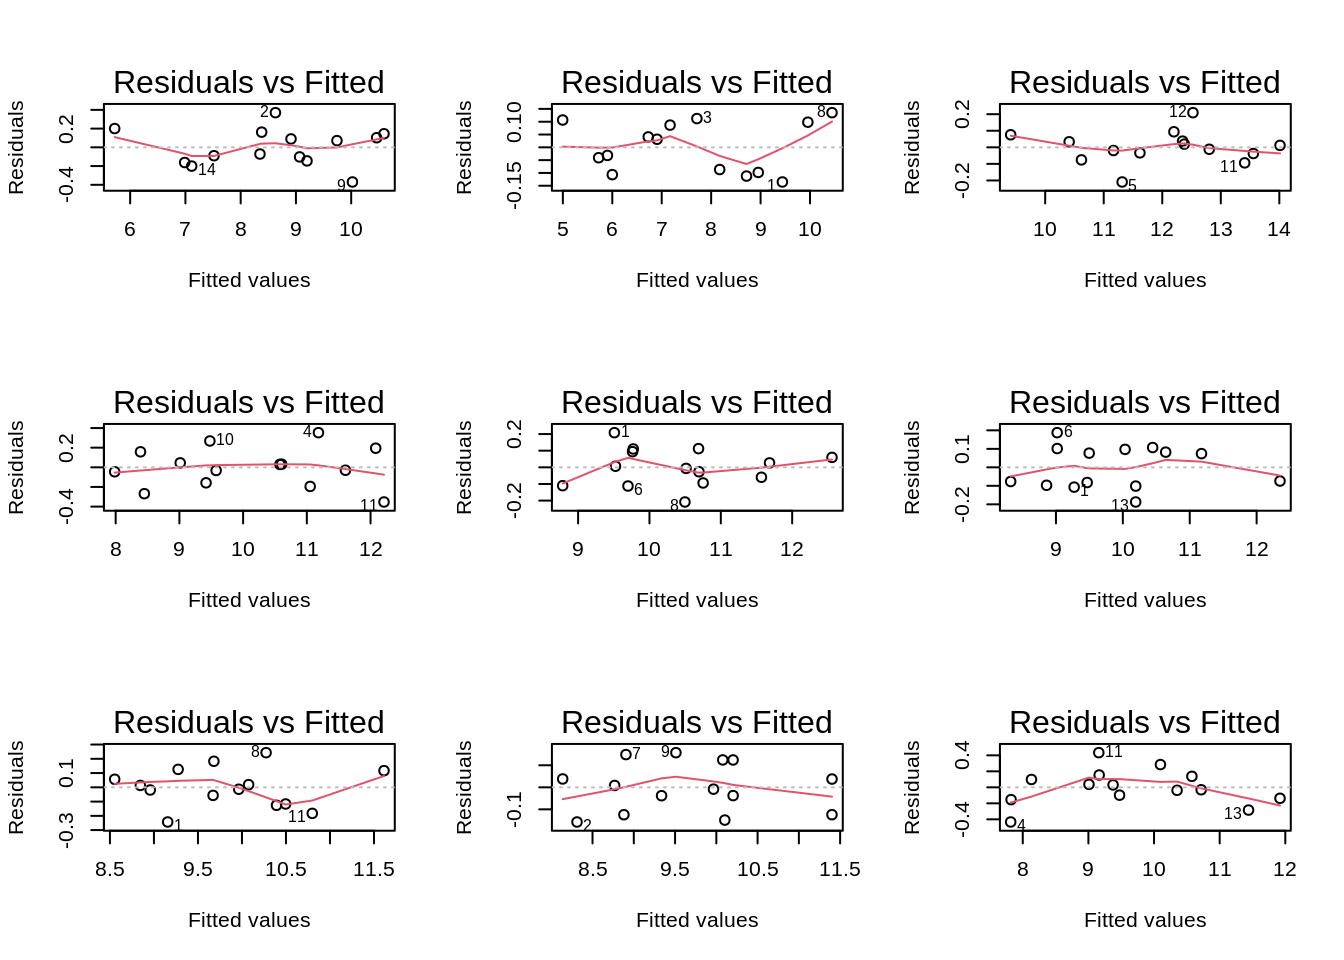 Residuals vs Fitted
Residuals
0.2
-0.4
2
14
9
6 7 8 9 10
Fitted values
Residuals vs Fitted
Residuals
0.10
-0.15
3
8
1
5 6 7 8 9 10
Fitted values
Residuals vs Fitted
Residuals
0.2
-0.2
12
11
5
10 11 12 13 14
Fitted values
Residuals vs Fitted
Residuals
0.2
-0.4
10
4
11
8 9 10 11 12
Fitted values
Residuals vs Fitted
Residuals
0.2
-0.2
1
6
8
9 10 11 12
Fitted values
Residuals vs Fitted
Residuals
0.1
-0.2
6
1
13
9 10 11 12
Fitted values
Residuals vs Fitted
Residuals
0.1
-0.3
8
11
1
8.5 9.5 10.5 11.5
Fitted values
Residuals vs Fitted
Residuals
-0.1
7
9
2
8.5 9.5 10.5 11.5
Fitted values
Residuals vs Fitted
Residuals
0.4
-0.4
11
13
4
8 9 10 11 12
Fitted values